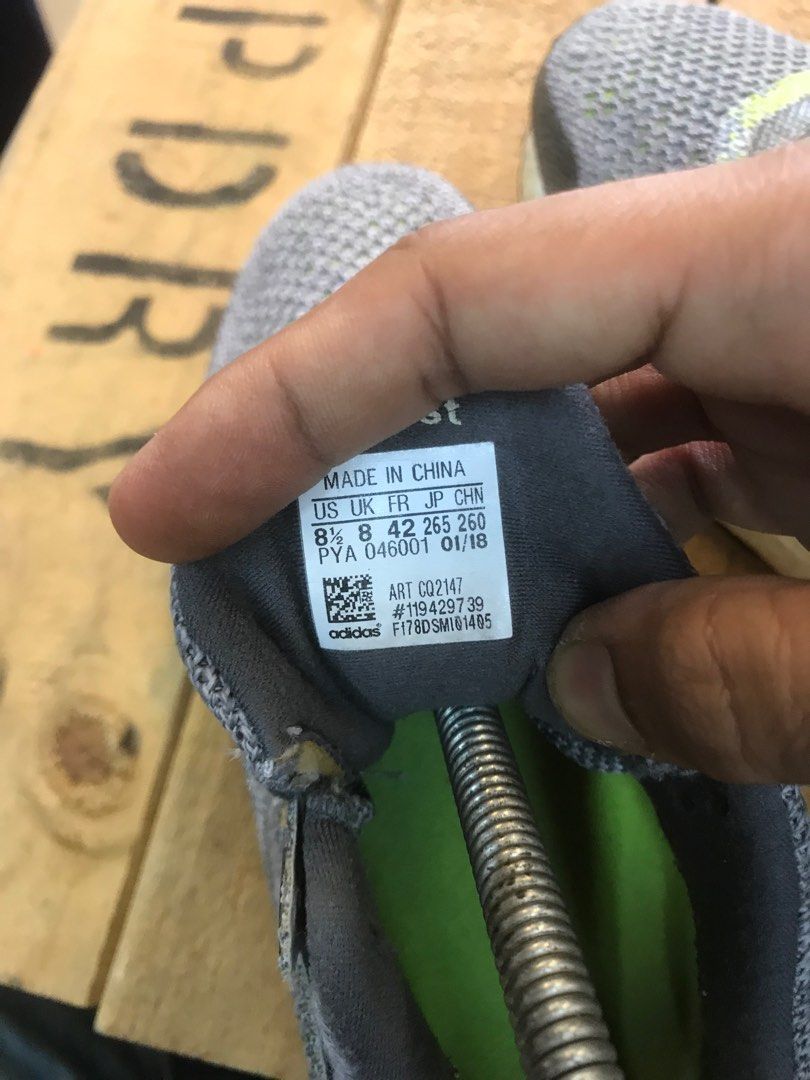 st
MADE IN CHINA
US UK FR JP CHN
8½ 8 42 265 260
PYA 046001 01/18
ART CQ2147
#119429739
adidas
F178DSMI01405